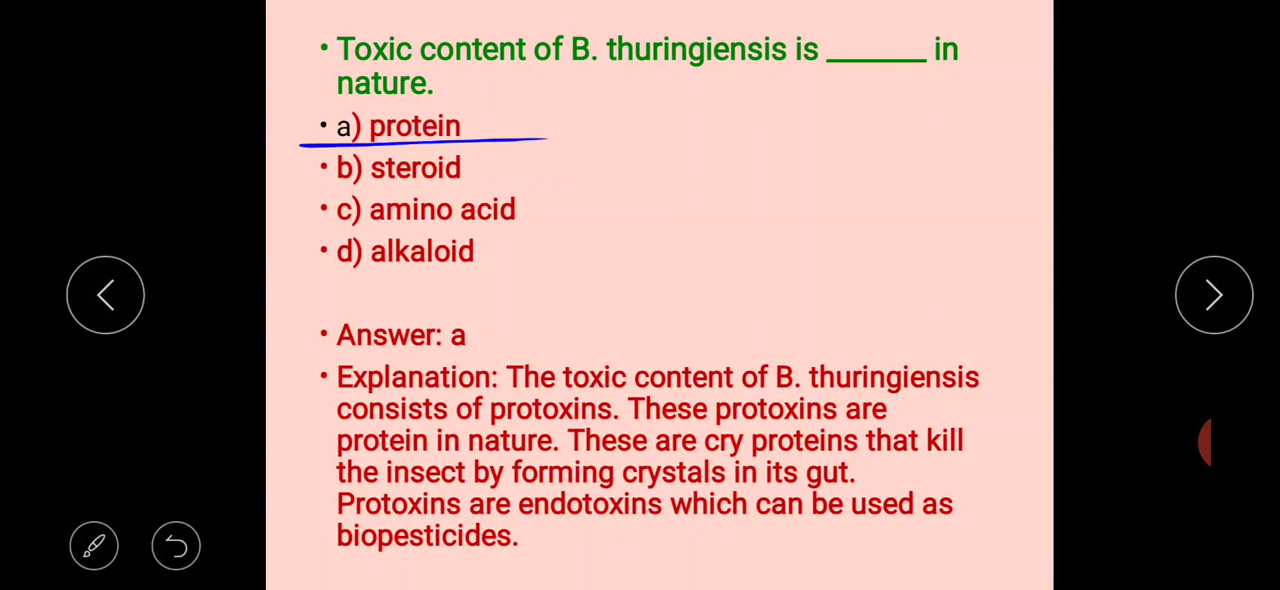 • Toxic content of B. thuringiensis is ______ in
nature.
• a) protein
• b) steroid
• c) amino acid
• d) alkaloid
• Answer: a
• Explanation: The toxic content of B. thuringiensis
consists of protoxins. These protoxins are
protein in nature. These are cry proteins that kill
the insect by forming crystals in its gut.
Protoxins are endotoxins which can be used as
biopesticides.